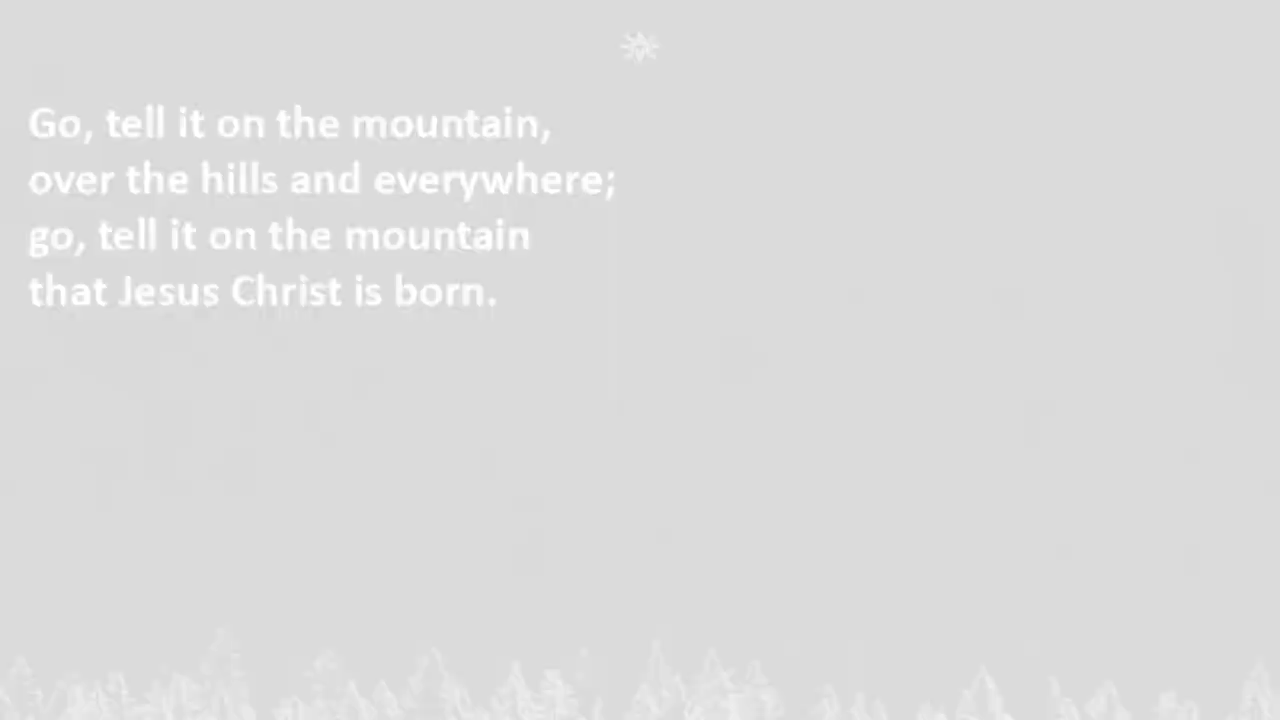 Go, tell it on the mountain,
over the hills and everywhere;
go, tell it on the mountain
that Jesus Christ is born.